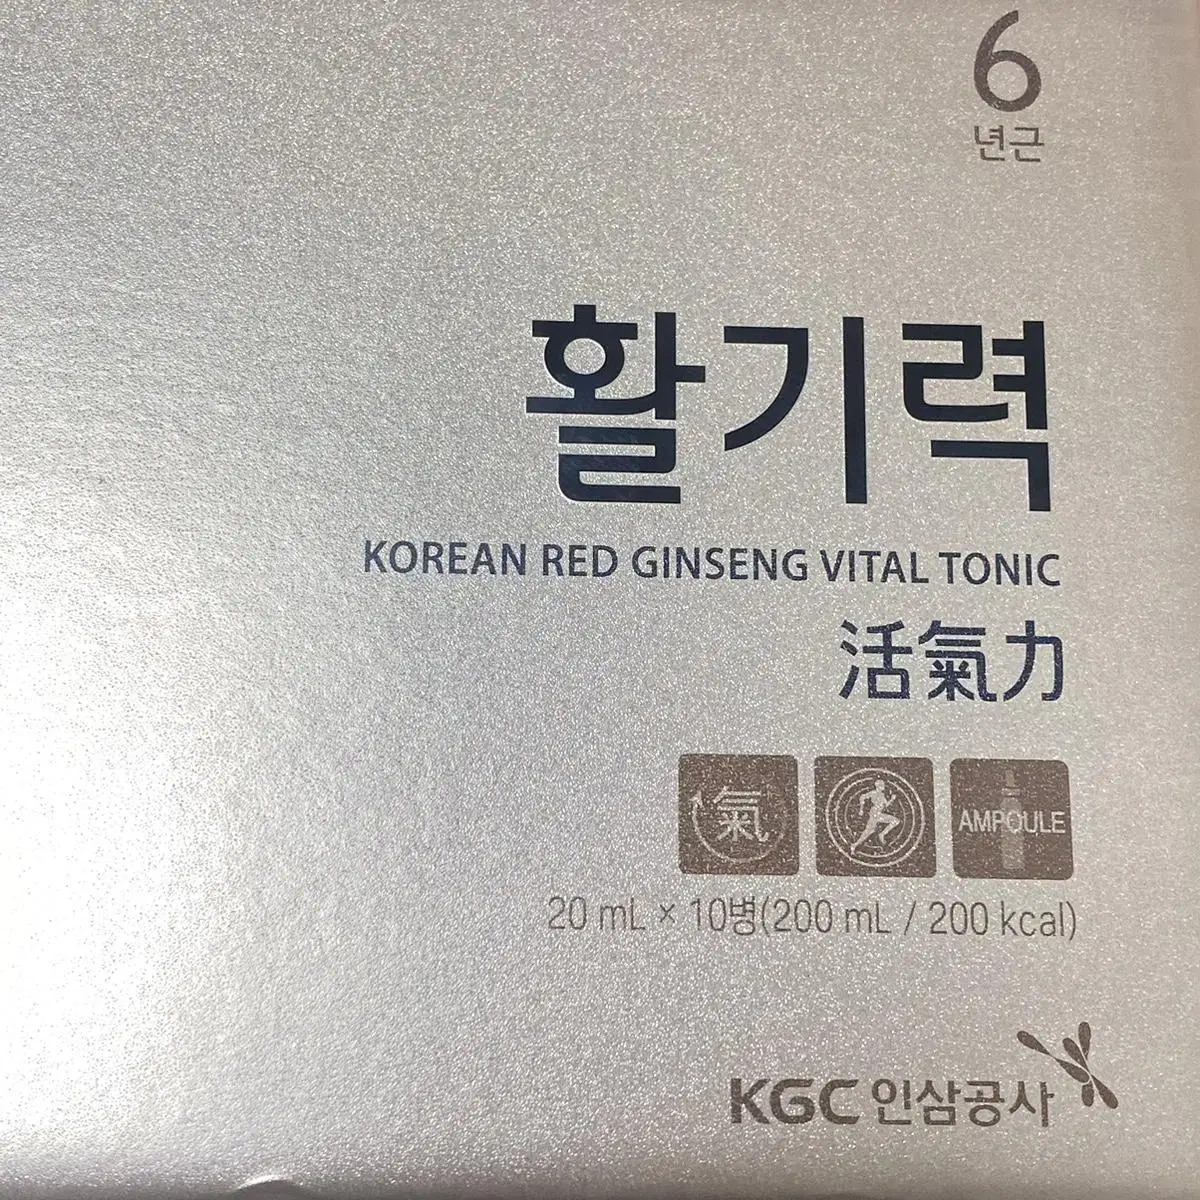 6
년근
활기력
KOREAN RED GINSENG VITAL TONIC
活氣力
氣
AMPOULE
20 mL × 10병(200 mL / 200 kcal)
KGC 인삼공사